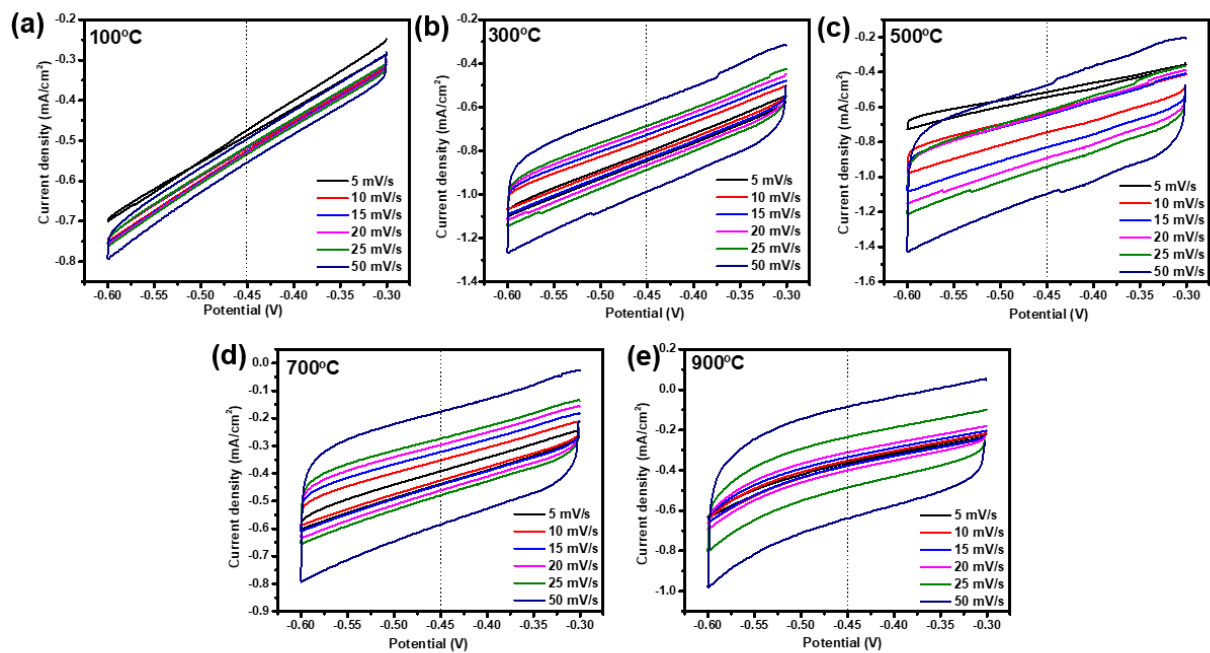 (a)
100°C
-0.2
-0.3
-0.4
-0.5
-0.6
-0.7
-0.8
Current density (mA/cm²)
5 mV/s
10 mV/s
15 mV/s
20 mV/s
25 mV/s
50 mV/s
-0.60 -0.55 -0.50 -0.45 -0.40 -0.35 -0.30
Potential (V)
(b)
300°C
-0.2
-0.4
-0.6
-0.8
-1.0
-1.2
-1.4
Current density (mA/cm²)
5 mV/s
10 mV/s
15 mV/s
20 mV/s
25 mV/s
50 mV/s
-0.60 -0.55 -0.50 -0.45 -0.40 -0.35 -0.30
Potential (V)
(c)
500°C
-0.2
-0.4
-0.6
-0.8
-1.0
-1.2
-1.4
-1.6
Current density (mA/cm²)
5 mV/s
10 mV/s
15 mV/s
20 mV/s
25 mV/s
50 mV/s
-0.60 -0.55 -0.50 -0.45 -0.40 -0.35 -0.30
Potential (V)
(d)
700°C
0.0
-0.1
-0.2
-0.3
-0.4
-0.5
-0.6
-0.7
-0.8
-0.9
Current density (mA/cm²)
5 mV/s
10 mV/s
15 mV/s
20 mV/s
25 mV/s
50 mV/s
-0.60 -0.55 -0.50 -0.45 -0.40 -0.35 -0.30
Potential (V)
(e)
900°C
0.2
0.0
-0.2
-0.4
-0.6
-0.8
-1.0
Current density (mA/cm²)
5 mV/s
10 mV/s
15 mV/s
20 mV/s
25 mV/s
50 mV/s
-0.60 -0.55 -0.50 -0.45 -0.40 -0.35 -0.30
Potential (V)